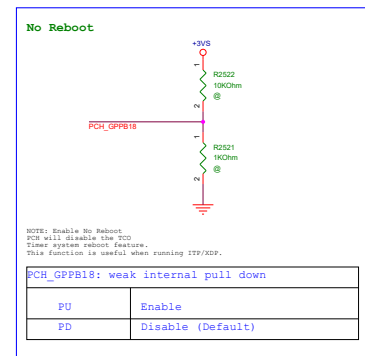 No Reboot
+3VS
1
R2522
10KOhm
@
2
PCH_GPPB18
1
R2521
1KOhm
@
2
NOTE: Enable No Reboot
PCH will disable the TCO
Timer system reboot feature.
This function is useful when running ITP/XDP.
PCH_GPPB18: weak internal pull down
PU Enable
PD Disable (Default)